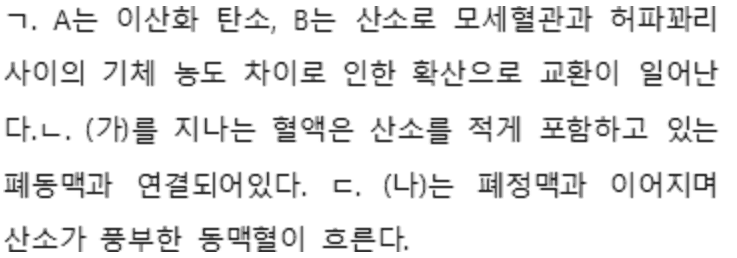 ㄱ. A는 이산화 탄소, B는 산소로 모세혈관과 허파꽈리
사이의 기체 농도 차이로 인한 확산으로 교환이 일어난
다.ㄴ. (가)를 지나는 혈액은 산소를 적게 포함하고 있는
폐동맥과 연결되어있다. ㄷ. (나)는 폐정맥과 이어지며
산소가 풍부한 동맥혈이 흐른다.